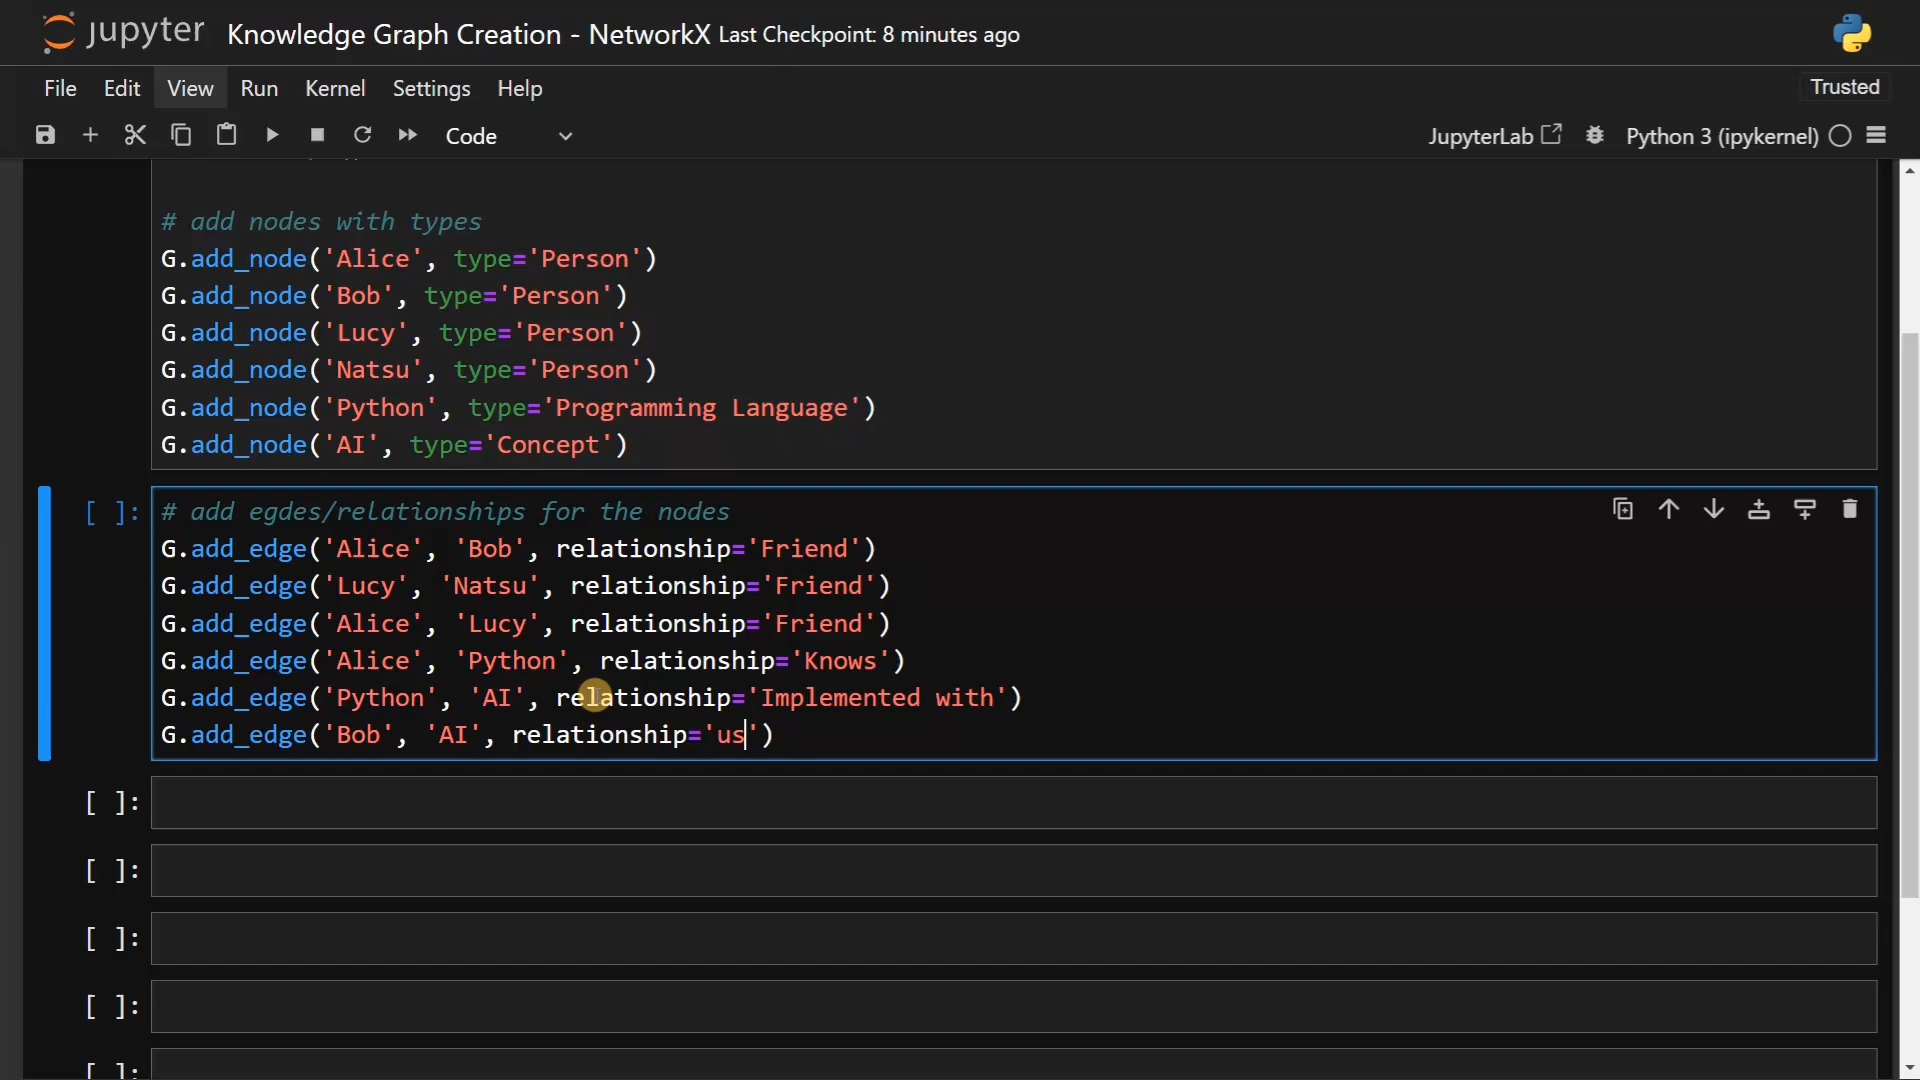 jupyter Knowledge Graph Creation - NetworkX Last Checkpoint: 8 minutes ago
File Edit View Run Kernel Settings Help Trusted
Code JupyterLab Python 3 (ipykernel)
# add nodes with types
G.add_node('Alice', type='Person')
G.add_node('Bob', type='Person')
G.add_node('Lucy', type='Person')
G.add_node('Natsu', type='Person')
G.add_node('Python', type='Programming Language')
G.add_node('AI', type='Concept')
[ ]: # add egdes/relationships for the nodes
G.add_edge('Alice', 'Bob', relationship='Friend')
G.add_edge('Lucy', 'Natsu', relationship='Friend')
G.add_edge('Alice', 'Lucy', relationship='Friend')
G.add_edge('Alice', 'Python', relationship='Knows')
G.add_edge('Python', 'AI', relationship='Implemented with')
G.add_edge('Bob', 'AI', relationship='us')
[ ]:
[ ]:
[ ]:
[ ]:
[ ]: